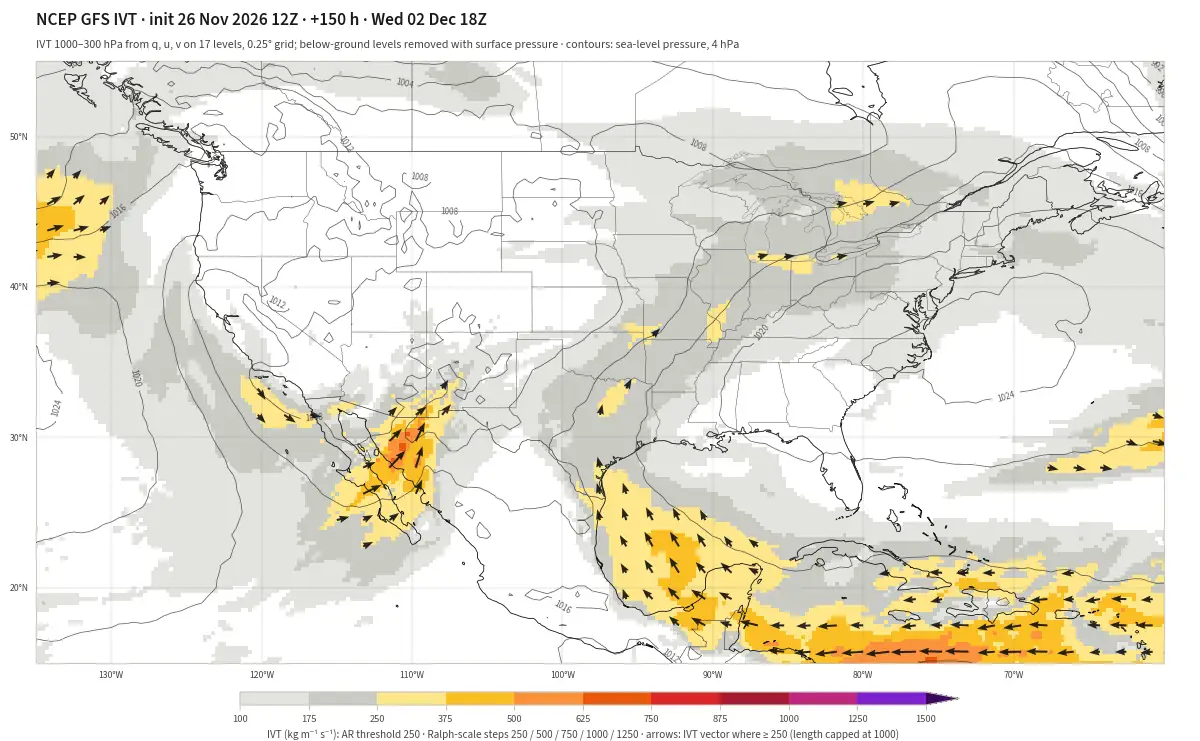 NCEP GFS IVT · init 26 Nov 2026 12Z · +150 h · Wed 02 Dec 18Z
IVT 1000–300 hPa from q, u, v on 17 levels, 0.25° grid; below-ground levels removed with surface pressure · contours: sea-level pressure, 4 hPa
1004
50°N
1012
1008
1008
1008
1008
1016
1016
40°N
1012
1020
1020
1024
1024
30°N
20°N
1016
1012
130°W 120°W 110°W 100°W 90°W 80°W 70°W
100 175 250 375 500 625 750 875 1000 1250 1500
IVT (kg m⁻¹ s⁻¹): AR threshold 250 · Ralph-scale steps 250 / 500 / 750 / 1000 / 1250 · arrows: IVT vector where ≥ 250 (length capped at 1000)